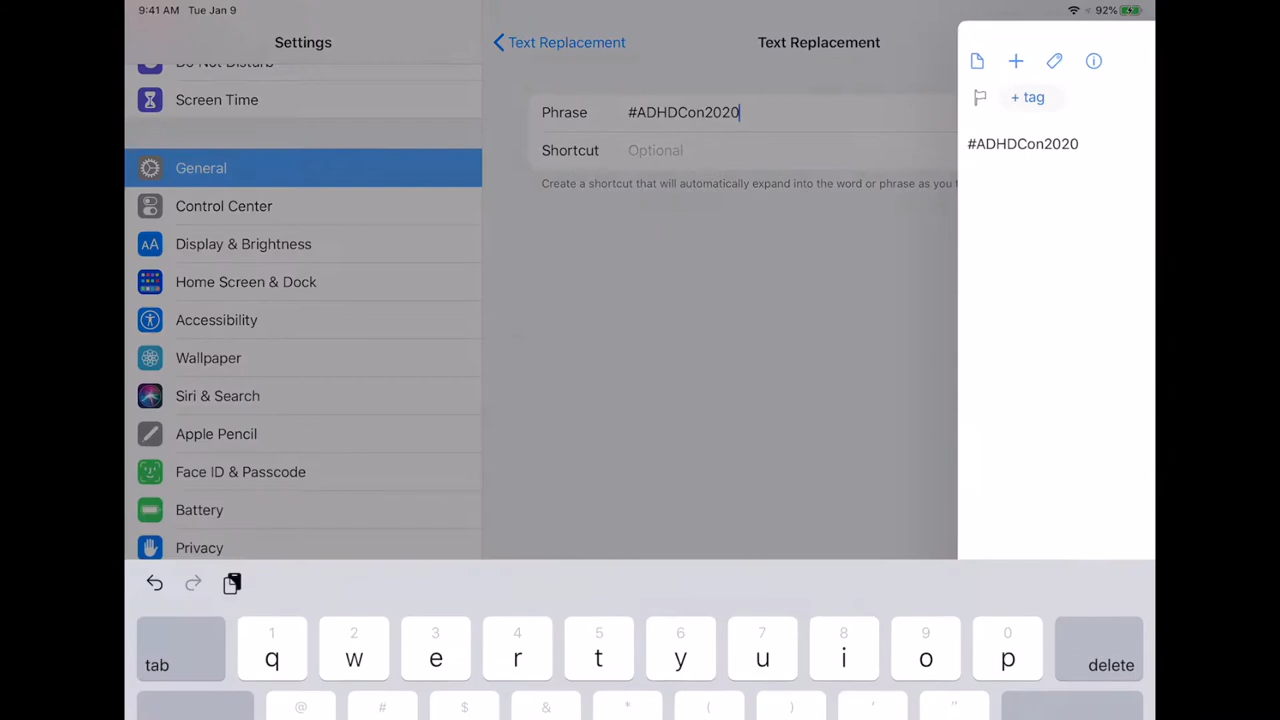 9:41 AM Tue Jan 9
92%
Settings
Do Not Disturb
Screen Time
General
Control Center
Display & Brightness
Home Screen & Dock
Accessibility
Wallpaper
Siri & Search
Apple Pencil
Face ID & Passcode
Battery
Privacy
Text Replacement
Text Replacement
Phrase #ADHDCon2020
Shortcut Optional
Create a shortcut that will automatically expand into the word or phrase as you t
+ tag
#ADHDCon2020
1 2 3 4 5 6 7 8 9 0
tab q w e r t y u i o p delete
@ # $ & * ( ) ' "